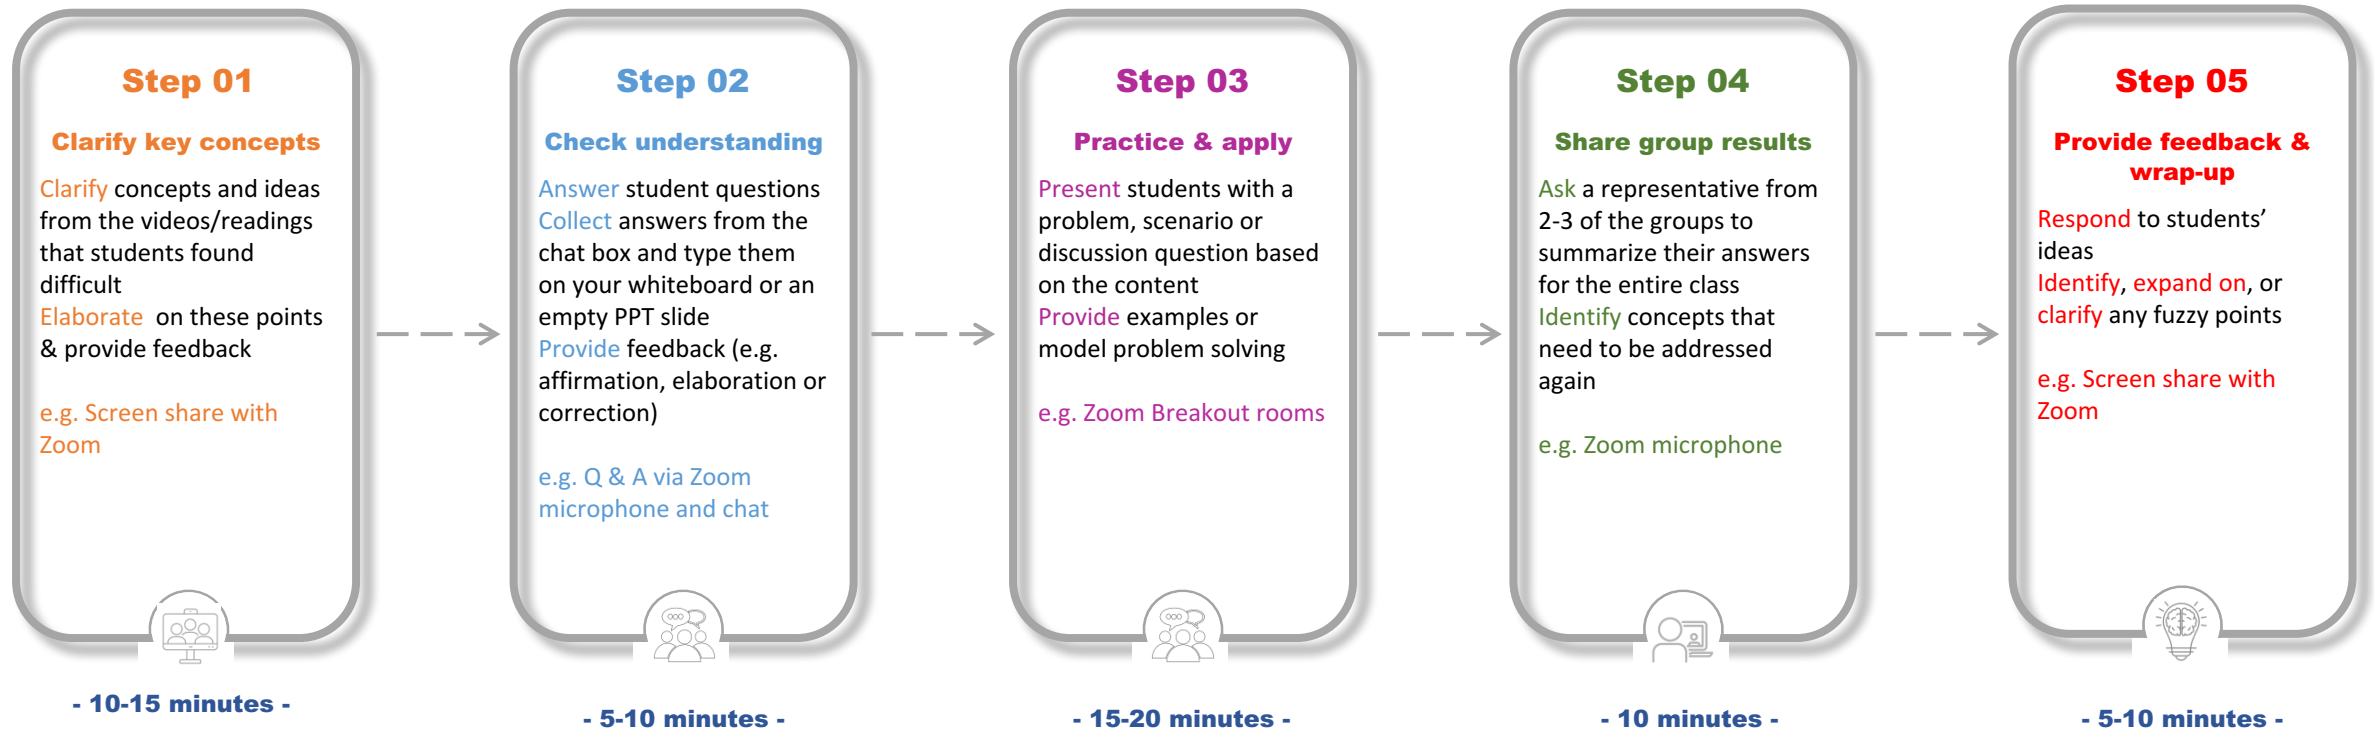 Step 01
Clarify key concepts
Clarify concepts and ideas
from the videos/readings
that students found
difficult
Elaborate  on these points
& provide feedback
e.g. Screen share with
Zoom
- 10-15 minutes -
Step 02
Check understanding
Answer student questions
Collect answers from the
chat box and type them
on your whiteboard or an
empty PPT slide
Provide feedback (e.g.
affirmation, elaboration or
correction)
e.g. Q & A via Zoom
microphone and chat
- 5-10 minutes -
Step 03
Practice & apply
Present students with a
problem, scenario or
discussion question based
on the content
Provide examples or
model problem solving
e.g. Zoom Breakout rooms
- 15-20 minutes -
Step 04
Share group results
Ask a representative from
2-3 of the groups to
summarize their answers
for the entire class
Identify concepts that
need to be addressed
again
e.g. Zoom microphone
- 10 minutes -
Step 05
Provide feedback &
wrap-up
Respond to students’
ideas
Identify, expand on, or
clarify any fuzzy points
e.g. Screen share with
Zoom
- 5-10 minutes -